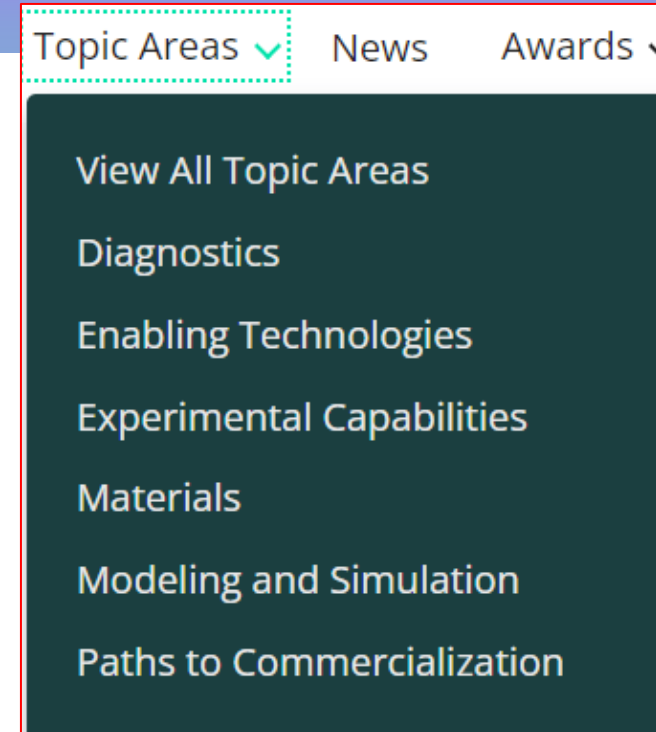 Topic Areas News Awards
View All Topic Areas
Diagnostics
Enabling Technologies
Experimental Capabilities
Materials
Modeling and Simulation
Paths to Commercialization